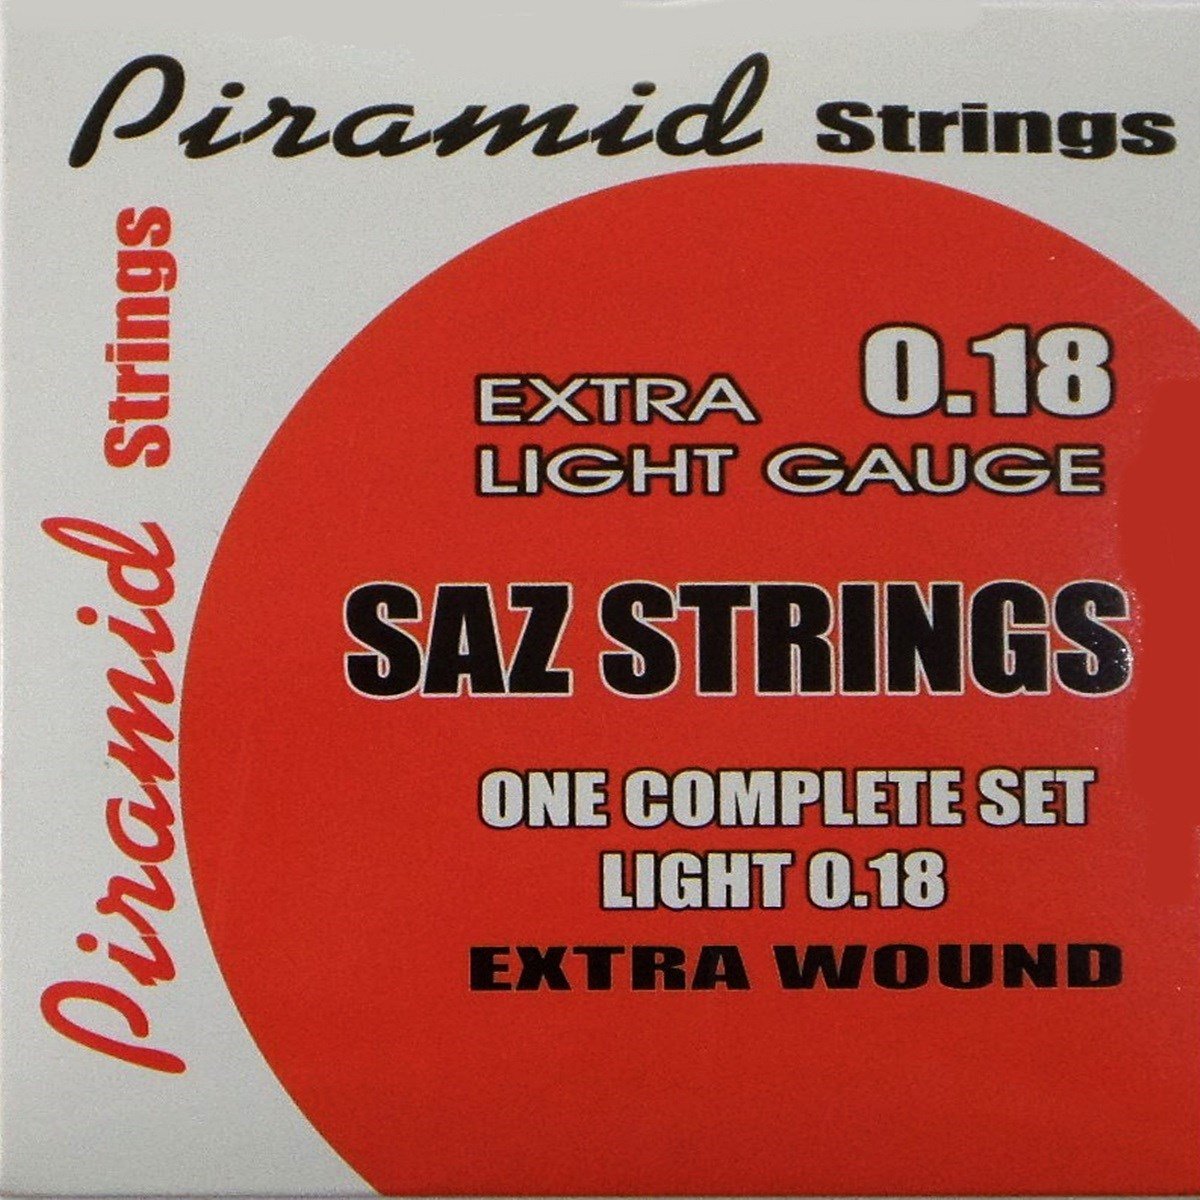 Piramid Strings
Piramid Strings
EXTRA 0.18
LIGHT GAUGE
SAZ STRINGS
ONE COMPLETE SET
LIGHT 0.18
EXTRA WOUND